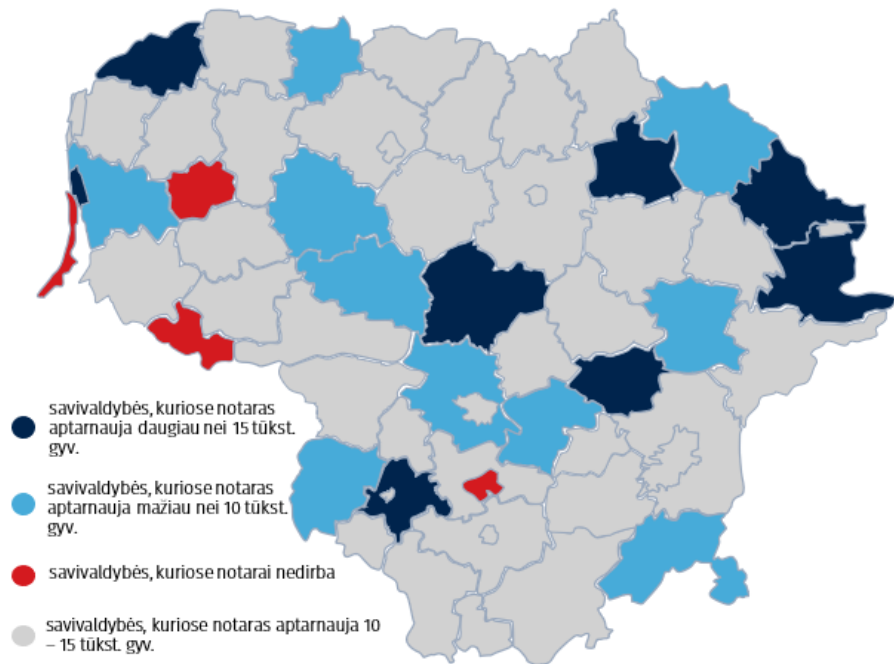 savivaldybės, kuriose notaras
aptarnauja daugiau nei 15 tūkst.
gyv.
savivaldybės, kuriose notaras
aptarnauja mažiau nei 10 tūkst.
gyv.
savivaldybės, kuriose notarai nedirba
savivaldybės, kuriose notaras aptarnauja 10
– 15 tūkst. gyv.